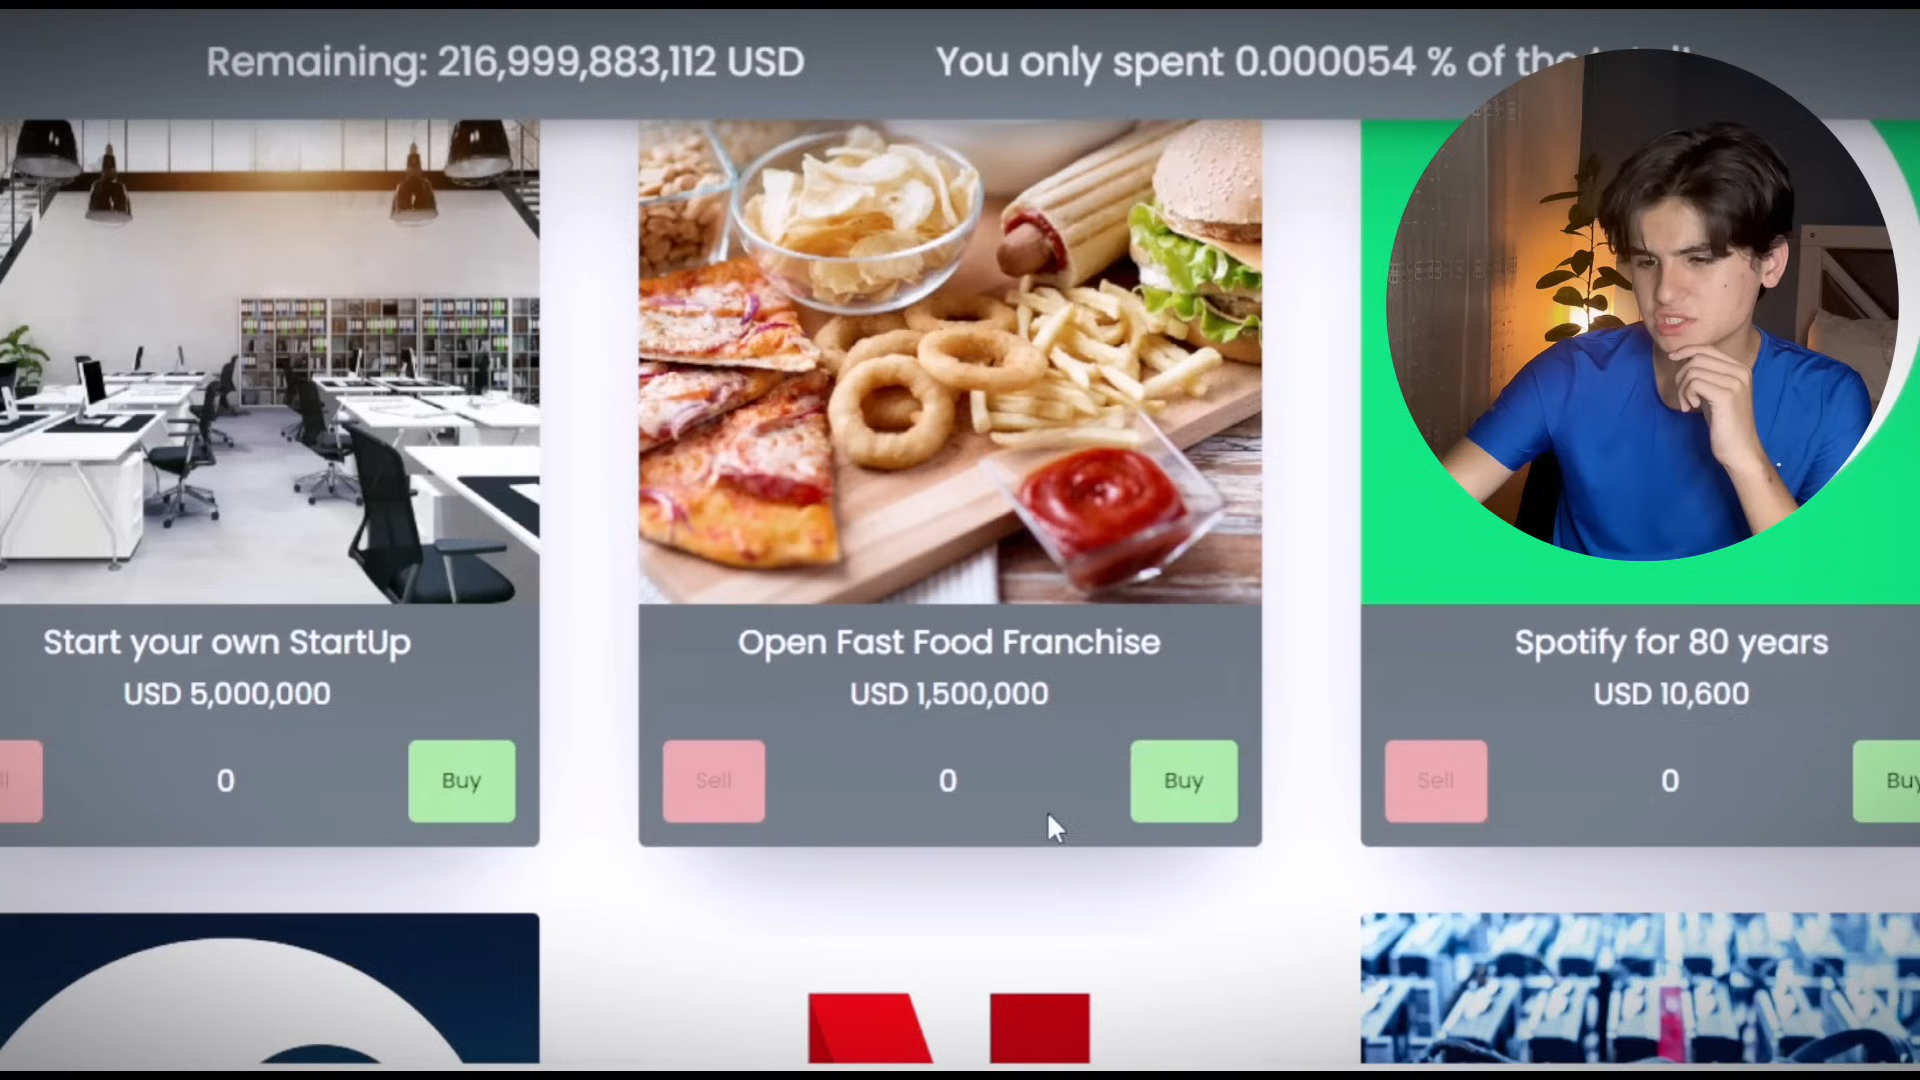 Remaining: 216,999,883,112 USD
You only spent 0.000054 % of the
Start your own StartUp
USD 5,000,000
0
Buy
Open Fast Food Franchise
USD 1,500,000
Sell
0
Buy
Spotify for 80 years
USD 10,600
Sell
0
Buy